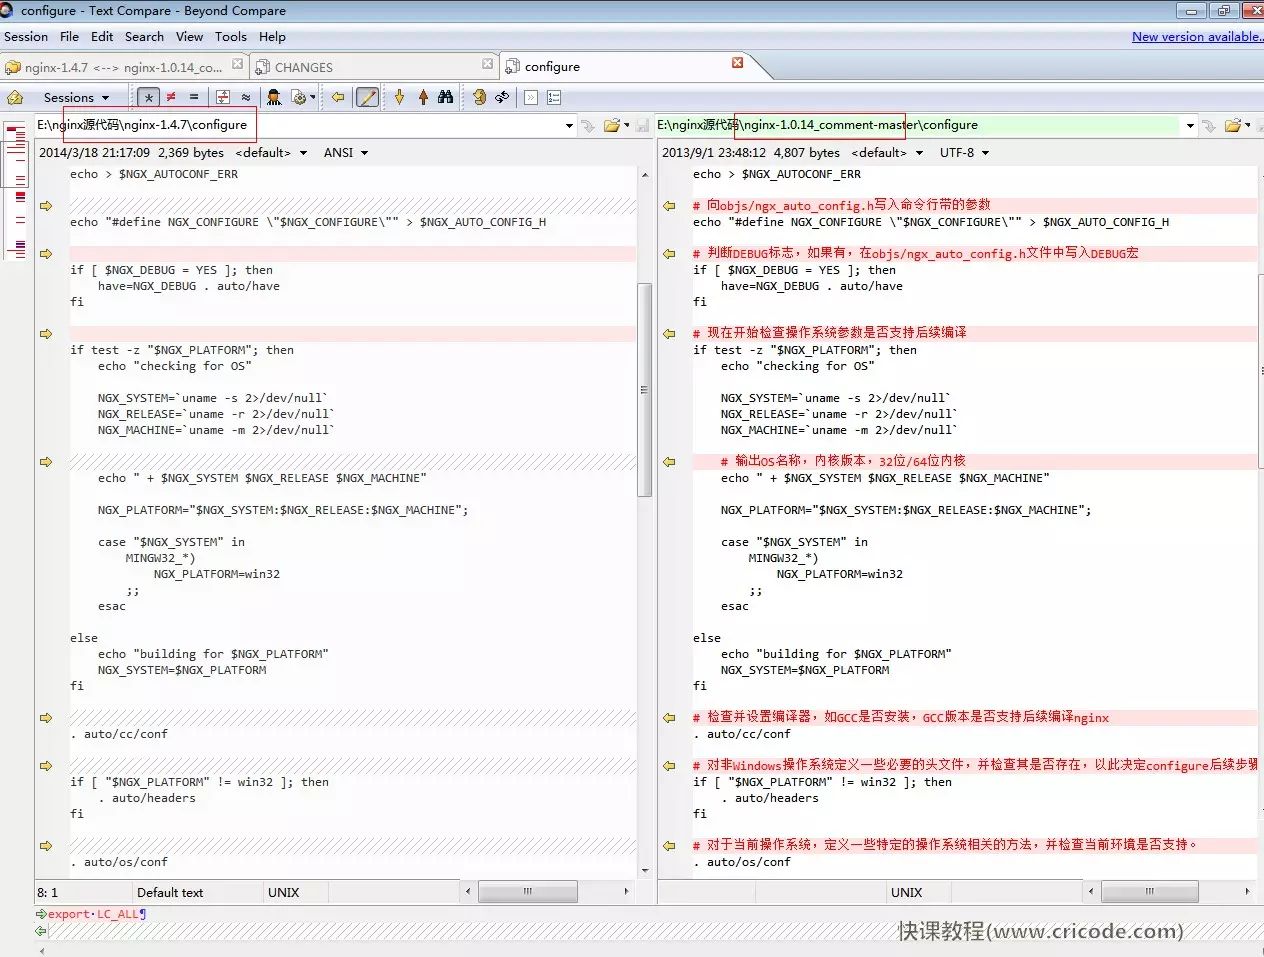 configure - Text Compare - Beyond Compare
Session File Edit Search View Tools Help
New version available..
nginx-1.4.7 <--> nginx-1.0.14_co...
CHANGES
configure
Sessions
E:\nginx源代码\nginx-1.4.7\configure
E:\nginx源代码\nginx-1.0.14_comment-master\configure
2014/3/18 21:17:09 2,369 bytes <default> ANSI
2013/9/1 23:48:12 4,807 bytes <default> UTF-8
echo > $NGX_AUTOCONF_ERR
echo "#define NGX_CONFIGURE \"$NGX_CONFIGURE\"" > $NGX_AUTO_CONFIG_H
if [ $NGX_DEBUG = YES ]; then
have=NGX_DEBUG . auto/have
fi
if test -z "$NGX_PLATFORM"; then
echo "checking for OS"
NGX_SYSTEM=`uname -s 2>/dev/null`
NGX_RELEASE=`uname -r 2>/dev/null`
NGX_MACHINE=`uname -m 2>/dev/null`
echo " + $NGX_SYSTEM $NGX_RELEASE $NGX_MACHINE"
NGX_PLATFORM="$NGX_SYSTEM:$NGX_RELEASE:$NGX_MACHINE";
case "$NGX_SYSTEM" in
MINGW32_*)
NGX_PLATFORM=win32
;;
esac
else
echo "building for $NGX_PLATFORM"
NGX_SYSTEM=$NGX_PLATFORM
fi
. auto/cc/conf
if [ "$NGX_PLATFORM" != win32 ]; then
. auto/headers
fi
. auto/os/conf
echo > $NGX_AUTOCONF_ERR
# 向objs/ngx_auto_config.h写入命令行带的参数
echo "#define NGX_CONFIGURE \"$NGX_CONFIGURE\"" > $NGX_AUTO_CONFIG_H
# 判断DEBUG标志，如果有，在objs/ngx_auto_config.h文件中写入DEBUG宏
if [ $NGX_DEBUG = YES ]; then
have=NGX_DEBUG . auto/have
fi
# 现在开始检查操作系统参数是否支持后续编译
if test -z "$NGX_PLATFORM"; then
echo "checking for OS"
NGX_SYSTEM=`uname -s 2>/dev/null`
NGX_RELEASE=`uname -r 2>/dev/null`
NGX_MACHINE=`uname -m 2>/dev/null`
# 输出OS名称，内核版本，32位/64位内核
echo " + $NGX_SYSTEM $NGX_RELEASE $NGX_MACHINE"
NGX_PLATFORM="$NGX_SYSTEM:$NGX_RELEASE:$NGX_MACHINE";
case "$NGX_SYSTEM" in
MINGW32_*)
NGX_PLATFORM=win32
;;
esac
else
echo "building for $NGX_PLATFORM"
NGX_SYSTEM=$NGX_PLATFORM
fi
# 检查并设置编译器，如GCC是否安装，GCC版本是否支持后续编译nginx
. auto/cc/conf
# 对非Windows操作系统定义一些必要的头文件，并检查其是否存在，以此决定configure后续步骤
if [ "$NGX_PLATFORM" != win32 ]; then
. auto/headers
fi
# 对于当前操作系统，定义一些特定的操作系统相关的方法，并检查当前环境是否支持。
. auto/os/conf
8: 1 Default text UNIX
UNIX
export·LC_ALL¶
快课教程(www.cricode.com)